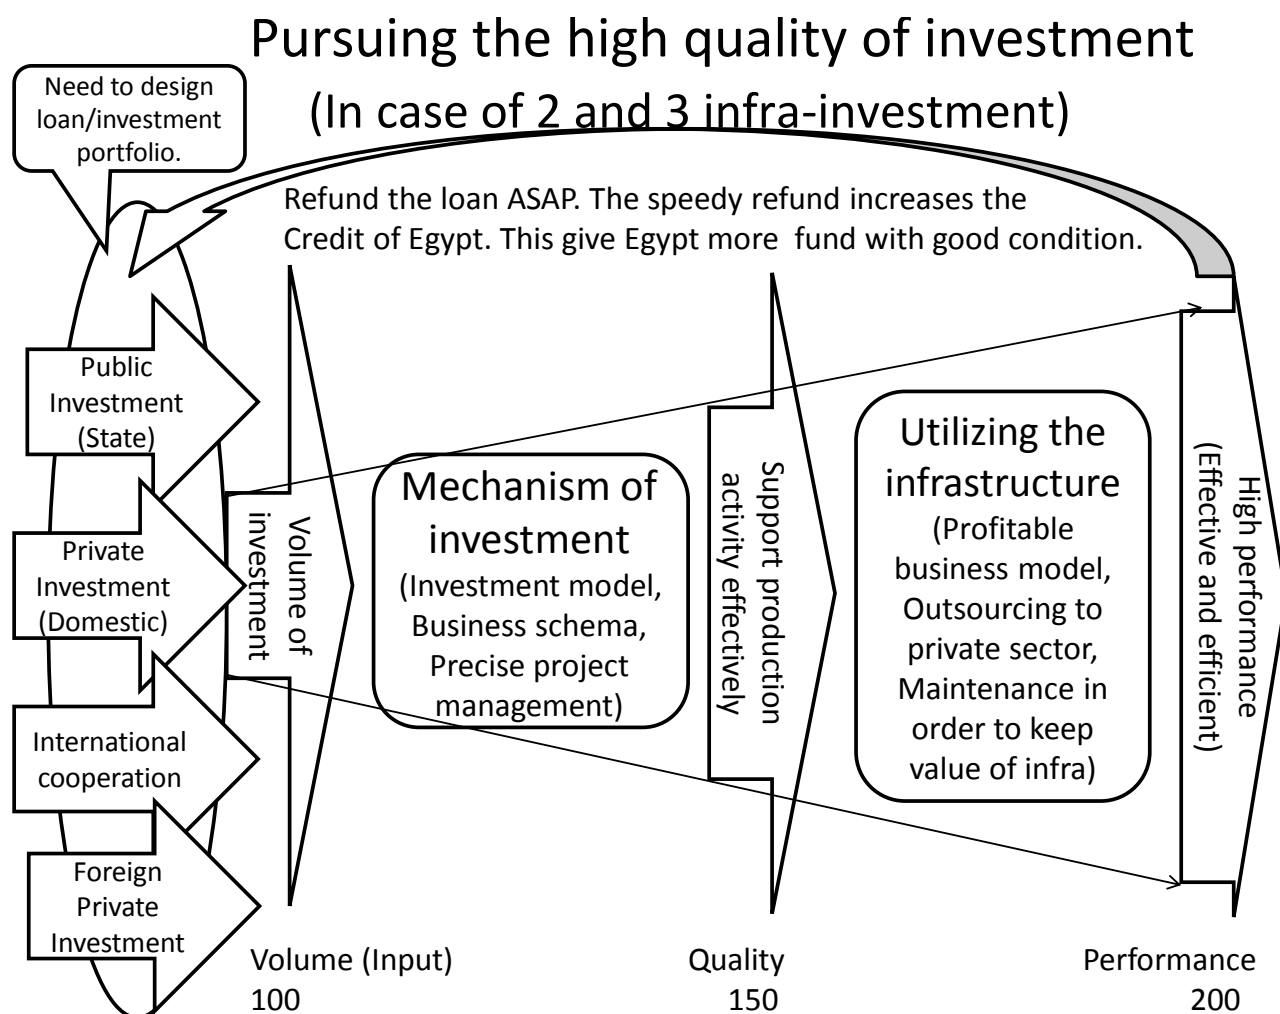 Pursuing the high quality of investment
(In case of 2 and 3 infra-investment)
Need to design
loan/investment
portfolio.
Refund the loan ASAP. The speedy refund increases the
Credit of Egypt. This give Egypt more  fund with good condition.
Public
Investment
(State)
Private
Investment
(Domestic)
International
cooperation
Foreign
Private
Investment
Volume of
investment
Mechanism of
investment
(Investment model,
Business schema,
Precise project
management)
Support production
activity effectively
Utilizing the
infrastructure
(Profitable
business model,
Outsourcing to
private sector,
Maintenance in
order to keep
value of infra)
High performance
(Effective and efficient)
Volume (Input)
100
Quality
150
Performance
200